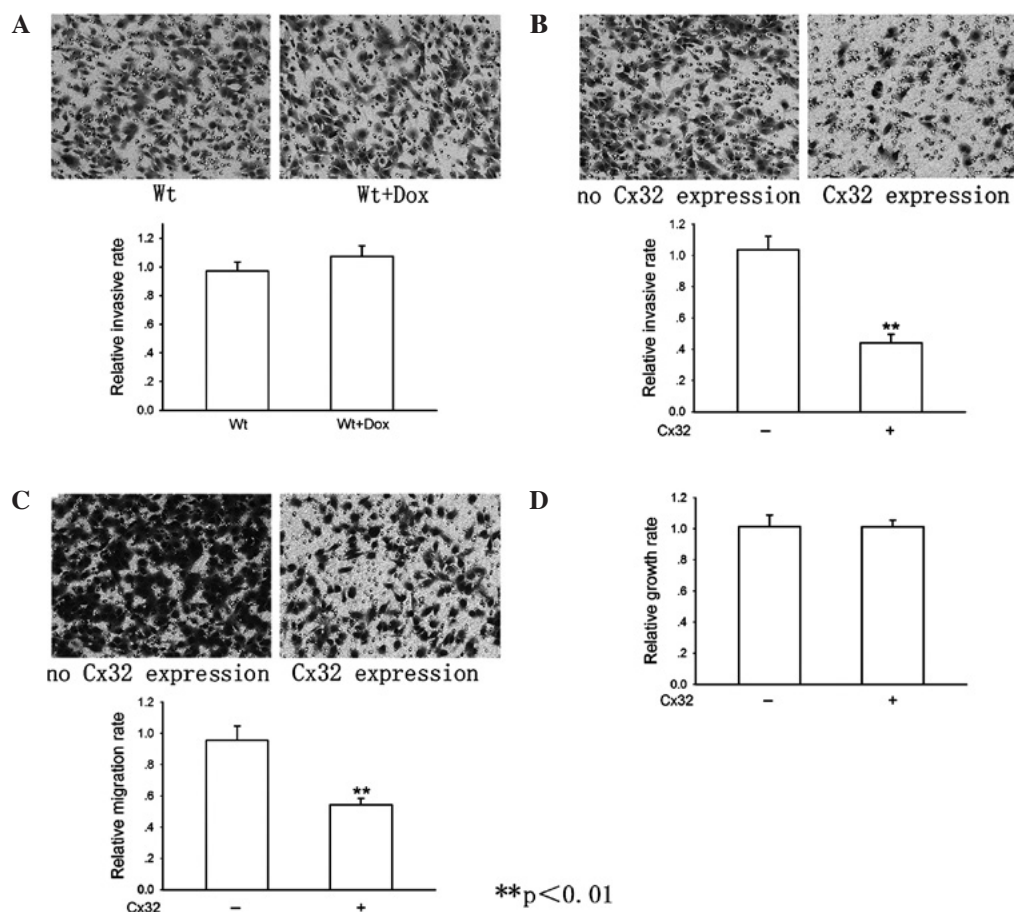 A
Wt
Wt+Dox
Relative invasive rate
1.2
1.0
.8
.6
.4
.2
0.0
Wt
Wt+Dox
B
no Cx32 expression
Cx32 expression
Relative invasive rate
1.2
1.0
.8
.6
.4
.2
0.0
**
Cx32
–
+
C
no Cx32 expression
Cx32 expression
Relative migration rate
1.2
1.0
.8
.6
.4
.2
0.0
**
Cx32
–
+
D
Relative growth rate
1.2
1.0
.8
.6
.4
.2
0.0
Cx32
–
+
**p<0.01